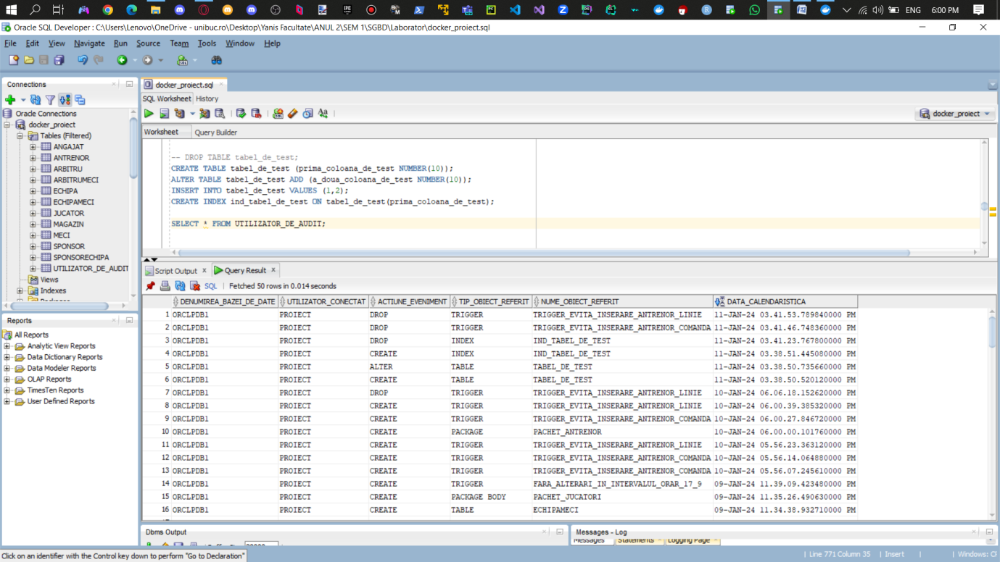 ENG 6:00 PM
Oracle SQL Developer : C:\Users\Lenovo\OneDrive - unibuc.ro\Desktop\Yanis Facultate\ANUL 2\SEM 1\SGBD\Laborator\docker_proiect.sql
File Edit View Navigate Run Source Team Tools Window Help
Connections
Oracle Connections
docker_proiect
Tables (Filtered)
ANGAJAT
ANTRENOR
ARBITRU
ARBITRUMECI
ECHIPA
ECHIPAMECI
JUCATOR
MAGAZIN
MECI
SPONSOR
SPONSORECHIPA
UTILIZATOR_DE_AUDIT
Views
Indexes
Packages
Reports
All Reports
Analytic View Reports
Data Dictionary Reports
Data Modeler Reports
OLAP Reports
TimesTen Reports
User Defined Reports
docker_proiect.sql
SQL Worksheet History
docker_proiect
Worksheet Query Builder
-- DROP TABLE tabel_de_test;
CREATE TABLE tabel_de_test (prima_coloana_de_test NUMBER(10));
ALTER TABLE tabel_de_test ADD (a_doua_coloana_de_test NUMBER(10));
INSERT INTO tabel_de_test VALUES (1,2);
CREATE INDEX ind_tabel_de_test ON tabel_de_test(prima_coloana_de_test);
SELECT * FROM UTILIZATOR_DE_AUDIT;
Script Output x Query Result x
SQL | Fetched 50 rows in 0.014 seconds
DENUMIREA_BAZEI_DE_DATE UTILIZATOR_CONECTAT ACTIUNE_EVENIMENT TIP_OBJECT_REFERIT NUME_OBJECT_REFERIT DATA_CALENDARISTICA
1 ORCLPDB1 PROIECT DROP TRIGGER TRIGGER_EVITA_INSERARE_ANTRENOR_LINIE 11-JAN-24 03.41.53.789840000 PM
2 ORCLPDB1 PROIECT DROP TRIGGER TRIGGER_EVITA_INSERARE_ANTRENOR_COMANDA 11-JAN-24 03.41.46.748360000 PM
3 ORCLPDB1 PROIECT DROP INDEX IND_TABEL_DE_TEST 11-JAN-24 03.41.23.767800000 PM
4 ORCLPDB1 PROIECT CREATE INDEX IND_TABEL_DE_TEST 11-JAN-24 03.38.51.445080000 PM
5 ORCLPDB1 PROIECT ALTER TABLE TABEL_DE_TEST 11-JAN-24 03.38.50.735660000 PM
6 ORCLPDB1 PROIECT CREATE TABLE TABEL_DE_TEST 11-JAN-24 03.38.50.520120000 PM
7 ORCLPDB1 PROIECT DROP TRIGGER TRIGGER_EVITA_INSERARE_ANTRENOR_LINIE 10-JAN-24 06.06.18.152620000 PM
8 ORCLPDB1 PROIECT CREATE TRIGGER TRIGGER_EVITA_INSERARE_ANTRENOR_LINIE 10-JAN-24 06.00.39.385320000 PM
9 ORCLPDB1 PROIECT CREATE TRIGGER TRIGGER_EVITA_INSERARE_ANTRENOR_COMANDA 10-JAN-24 06.00.27.846720000 PM
10 ORCLPDB1 PROIECT CREATE PACKAGE PACHET_ANTRENOR 10-JAN-24 06.00.00.101760000 PM
11 ORCLPDB1 PROIECT CREATE TRIGGER TRIGGER_EVITA_INSERARE_ANTRENOR_LINIE 10-JAN-24 05.56.23.363120000 PM
12 ORCLPDB1 PROIECT CREATE TRIGGER TRIGGER_EVITA_INSERARE_ANTRENOR_COMANDA 10-JAN-24 05.56.14.064880000 PM
13 ORCLPDB1 PROIECT CREATE TRIGGER TRIGGER_EVITA_INSERARE_ANTRENOR_COMANDA 10-JAN-24 05.56.07.245610000 PM
14 ORCLPDB1 PROIECT CREATE TRIGGER FARA_ALTERARI_IN_INTERVALUL_ORAR_17_9 09-JAN-24 11.39.09.423480000 PM
15 ORCLPDB1 PROIECT CREATE PACKAGE BODY PACHET_JUCATORI 09-JAN-24 11.35.26.490630000 PM
16 ORCLPDB1 PROIECT CREATE TABLE ECHIPAMECI 09-JAN-24 11.34.38.932710000 PM
Dbms Output
Messages - Log
Messages Statements Logging Page
Click on an identifier with the Control key down to perform "Go to Declaration"
| Line 771 Column 35 | Insert | | Windows: CF